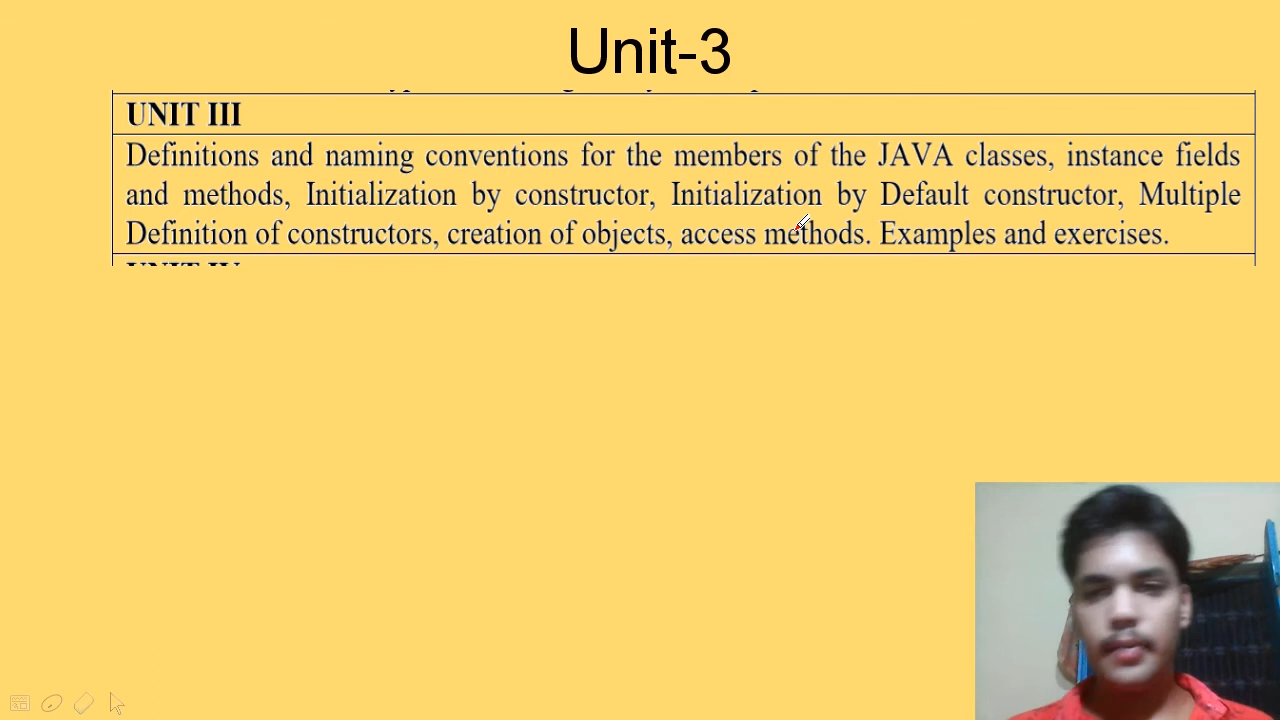 Unit-3
UNIT III
Definitions and naming conventions for the members of the JAVA classes, instance fields
and methods, Initialization by constructor, Initialization by Default constructor, Multiple
Definition of constructors, creation of objects, access methods. Examples and exercises.